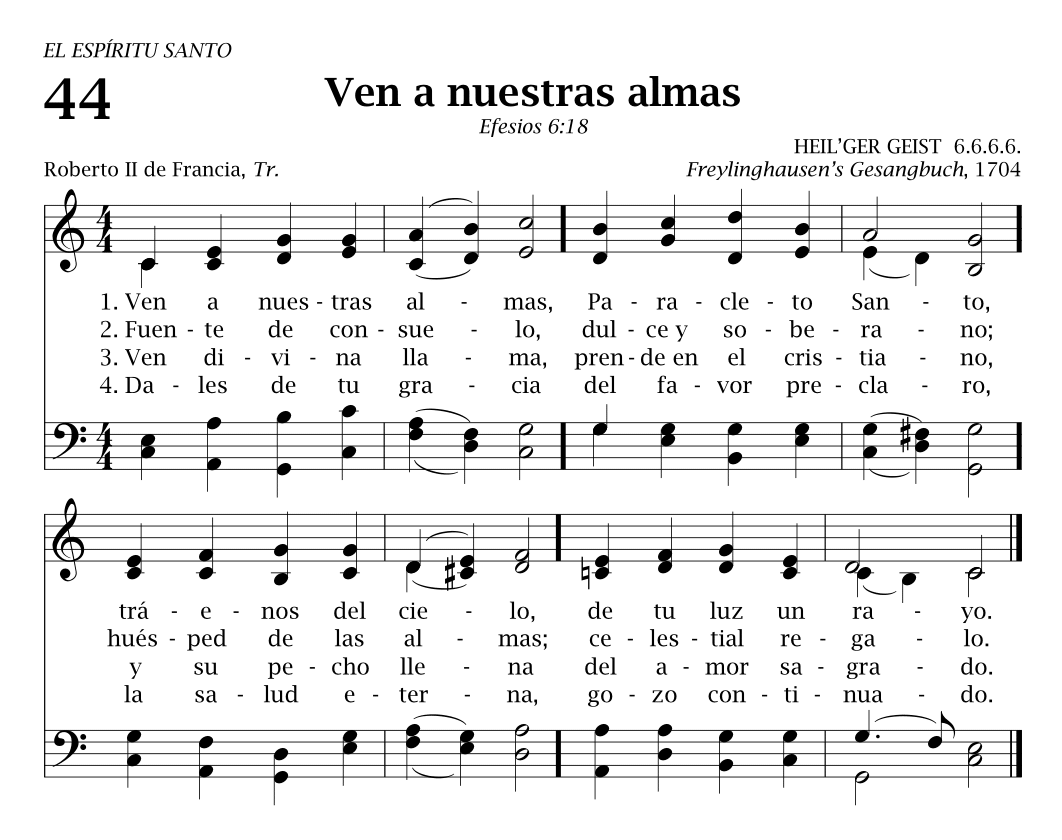 EL ESPÍRITU SANTO
44
Ven a nuestras almas
Efesios 6:18
HEIL’GER GEIST 6.6.6.6.
Roberto II de Francia, Tr.
Freylinghausen’s Gesangbuch, 1704
4
4
1. Ven a nues - tras al - mas, Pa - ra - cle - to San - to,
2. Fuen - te de con - sue - lo, dul - ce y so - be - ra - no;
3. Ven di - vi - na lla - ma, pren - de en el cris - tia - no,
4. Da - les de tu gra - cia del fa - vor pre - cla - ro,
4
4
trá - e - nos del cie - lo, de tu luz un ra - yo.
hués - ped de las al - mas; ce - les - tial re - ga - lo.
y su pe - cho lle - na del a - mor sa - gra - do.
la sa - lud e - ter - na, go - zo con - ti - nua - do.